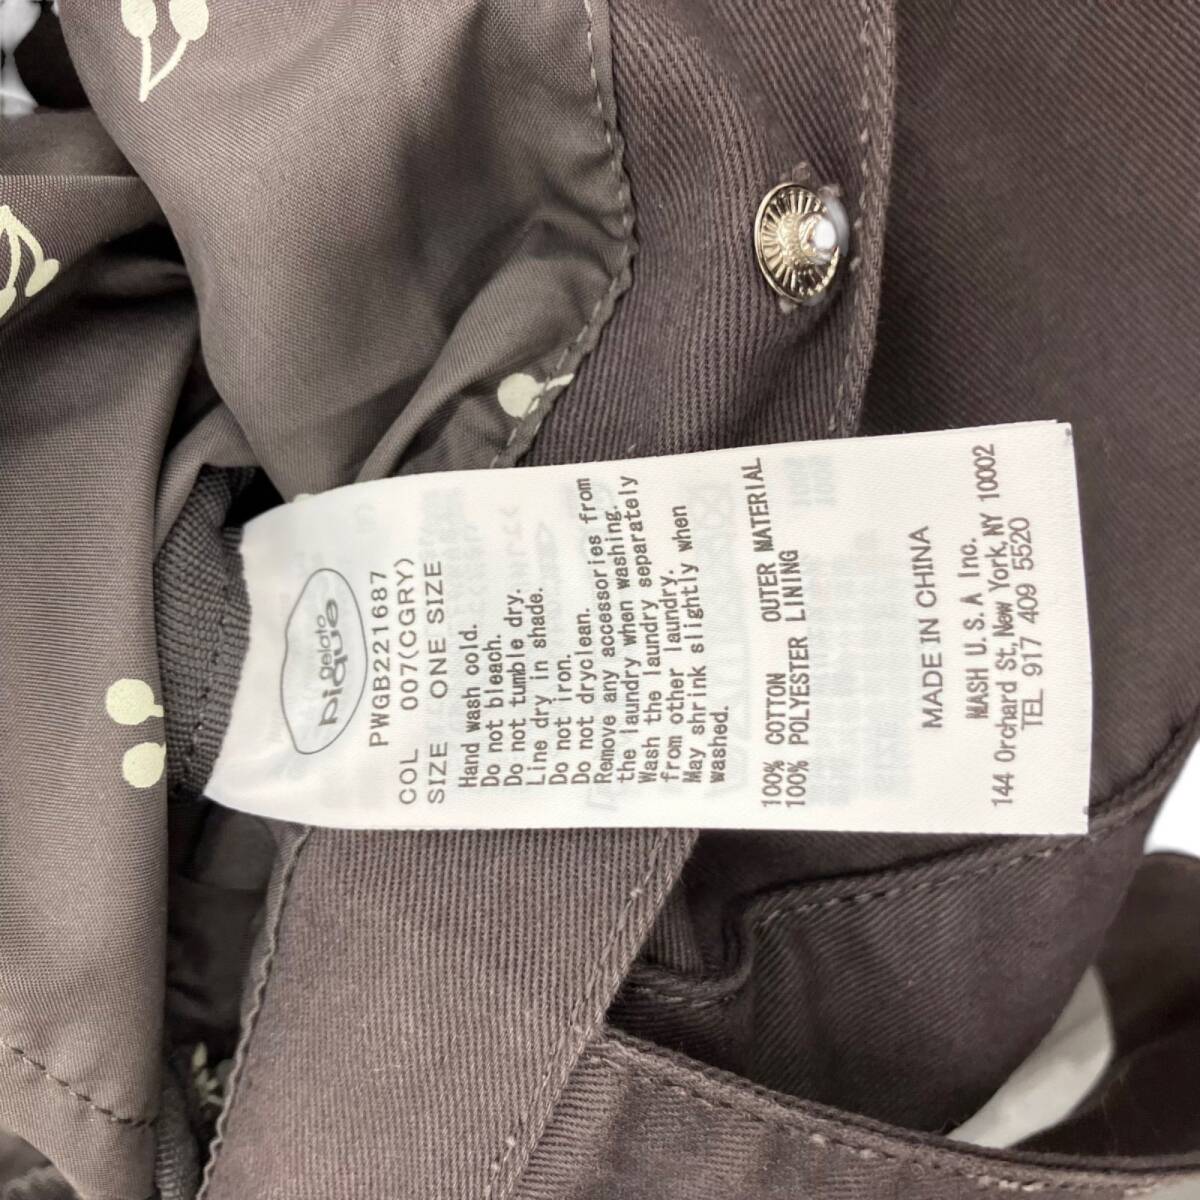 gelato
pique
PWGB221687
COL 007(CGRY)
SIZE ONE SIZE
Hand wash cold.
Do not bleach.
Do not tumble dry.
Line dry in shade.
Do not iron.
Do not dryclean.
Remove any accessories from
the laundry when washing.
Wash the laundry separately
from other laundry.
May shrink slightly when
washed.
100% COTTON OUTER MATERIAL
100% POLYESTER LINING
MADE IN CHINA
MASH U.S.A Inc.
144 Orchard St, New York, NY 10002
TEL 917 409 5520